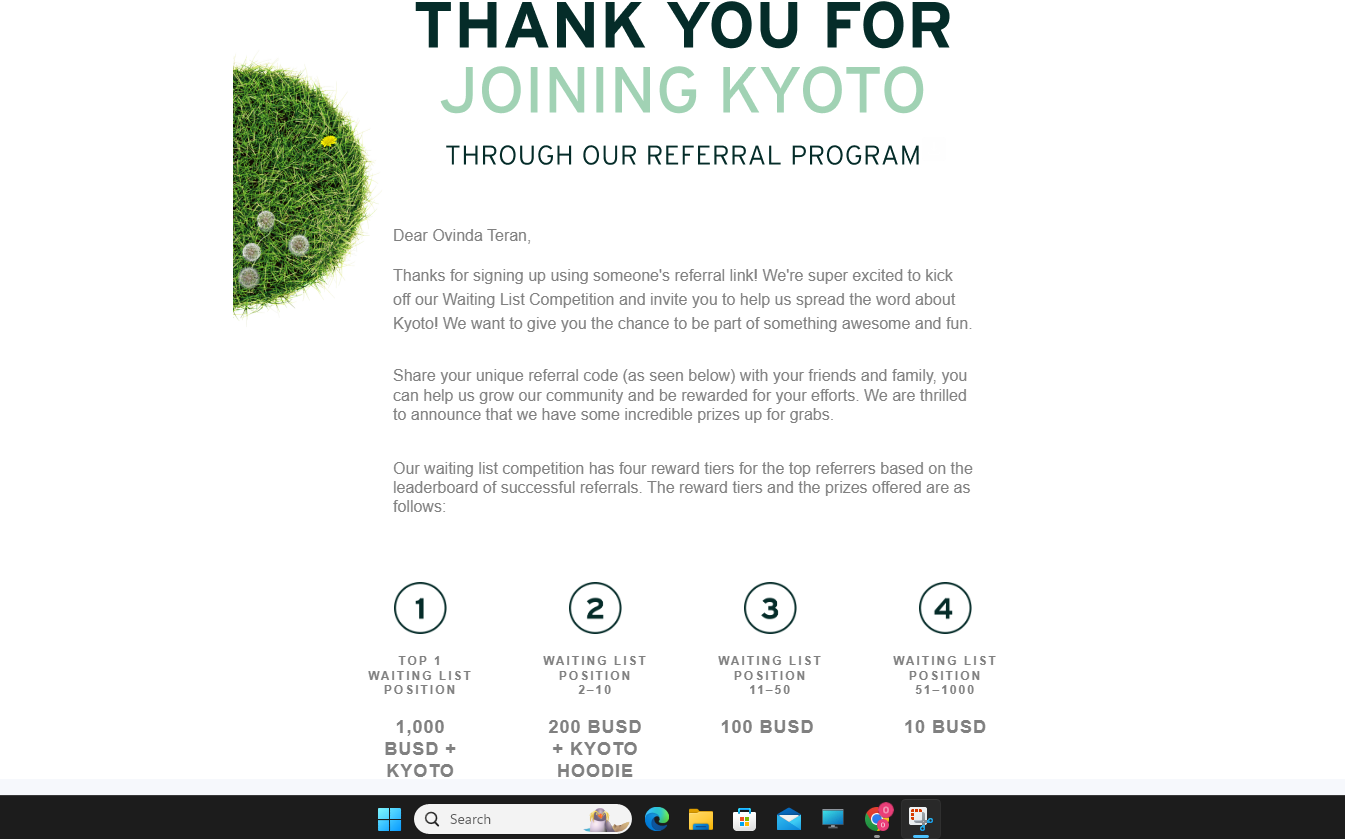 THANK YOU FOR
JOINING KYOTO
THROUGH OUR REFERRAL PROGRAM
Dear Ovinda Teran,
Thanks for signing up using someone's referral link! We're super excited to kick
off our Waiting List Competition and invite you to help us spread the word about
Kyoto! We want to give you the chance to be part of something awesome and fun.
Share your unique referral code (as seen below) with your friends and family, you
can help us grow our community and be rewarded for your efforts. We are thrilled
to announce that we have some incredible prizes up for grabs.
Our waiting list competition has four reward tiers for the top referrers based on the
leaderboard of successful referrals. The reward tiers and the prizes offered are as
follows:
1
TOP 1
WAITING LIST
POSITION
1,000
BUSD +
KYOTO
2
WAITING LIST
POSITION
2–10
200 BUSD
+ KYOTO
HOODIE
3
WAITING LIST
POSITION
11–50
100 BUSD
4
WAITING LIST
POSITION
51–1000
10 BUSD
Search